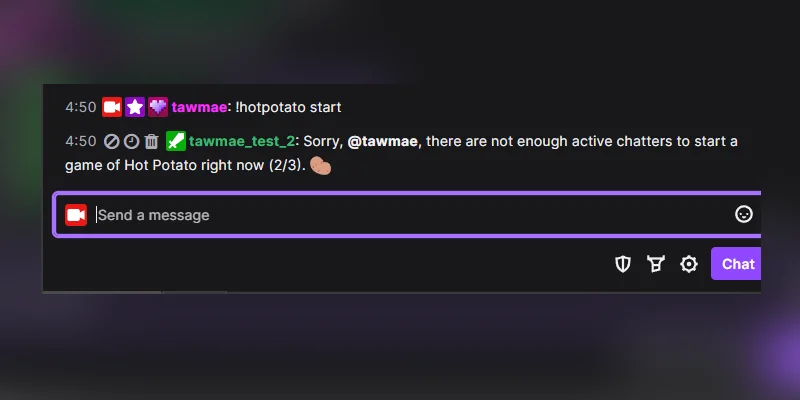 4:50 tawmae: !hotpotato start
4:50 tawmae_test_2: Sorry, @tawmae, there are not enough active chatters to start a
game of Hot Potato right now (2/3).
Send a message
Chat